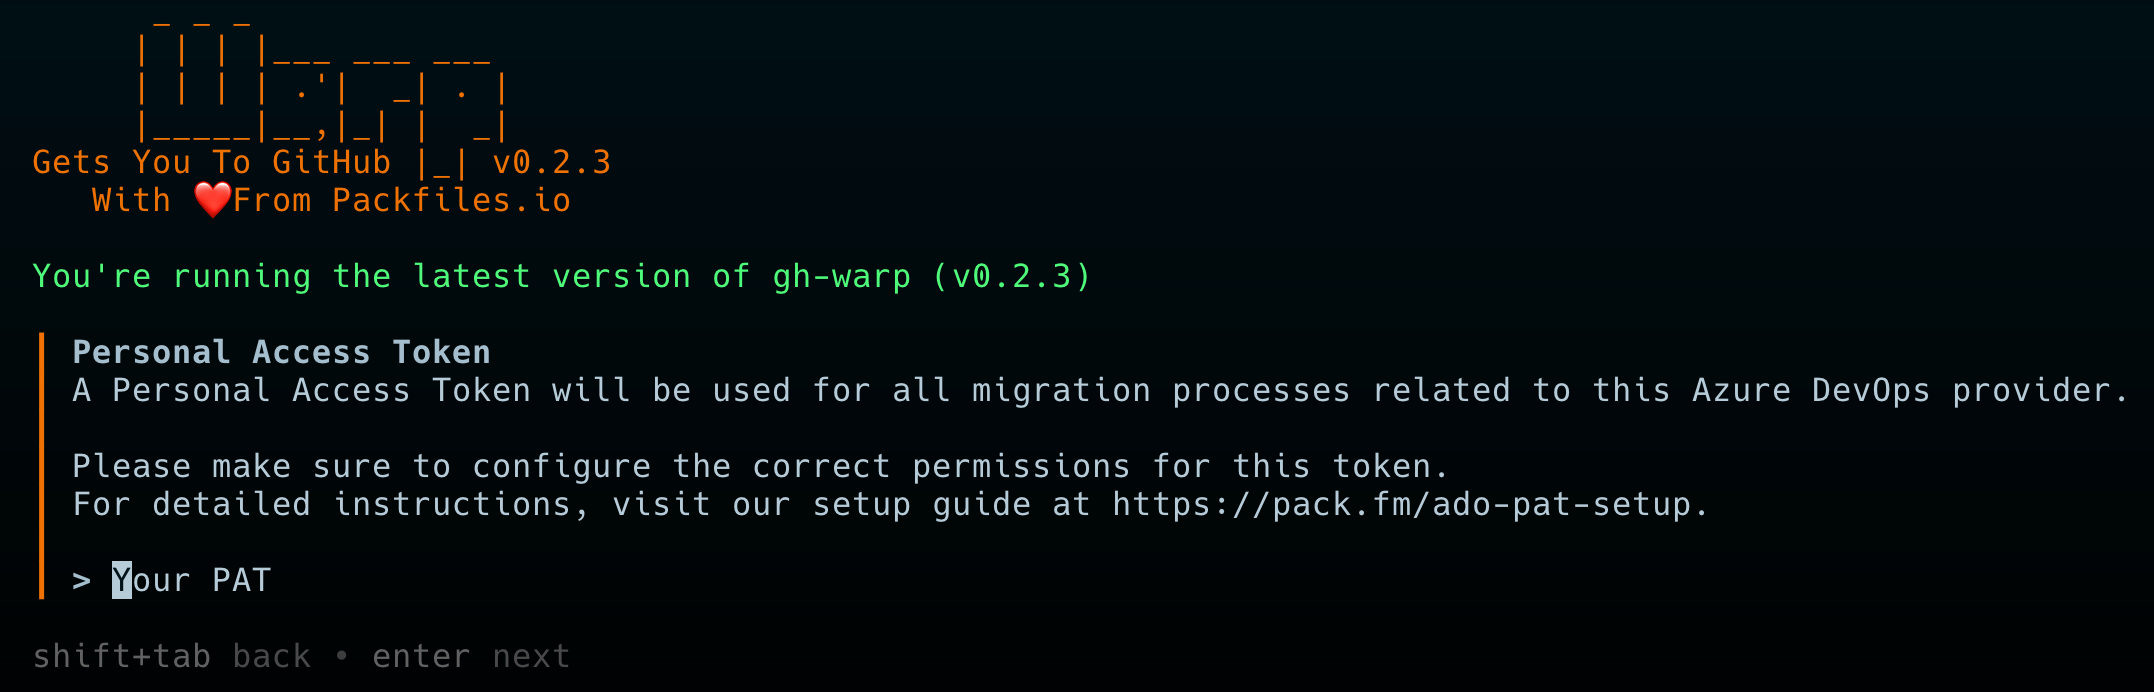 _ _ _
| | | |___ ___ ___
| | | | .'|  _| . |
|_____|__,|_| |  _|
Gets You To GitHub |_| v0.2.3
With ❤️From Packfiles.io
You're running the latest version of gh-warp (v0.2.3)
Personal Access Token
A Personal Access Token will be used for all migration processes related to this Azure DevOps provider.
Please make sure to configure the correct permissions for this token.
For detailed instructions, visit our setup guide at https://pack.fm/ado-pat-setup.
> Your PAT
shift+tab back • enter next